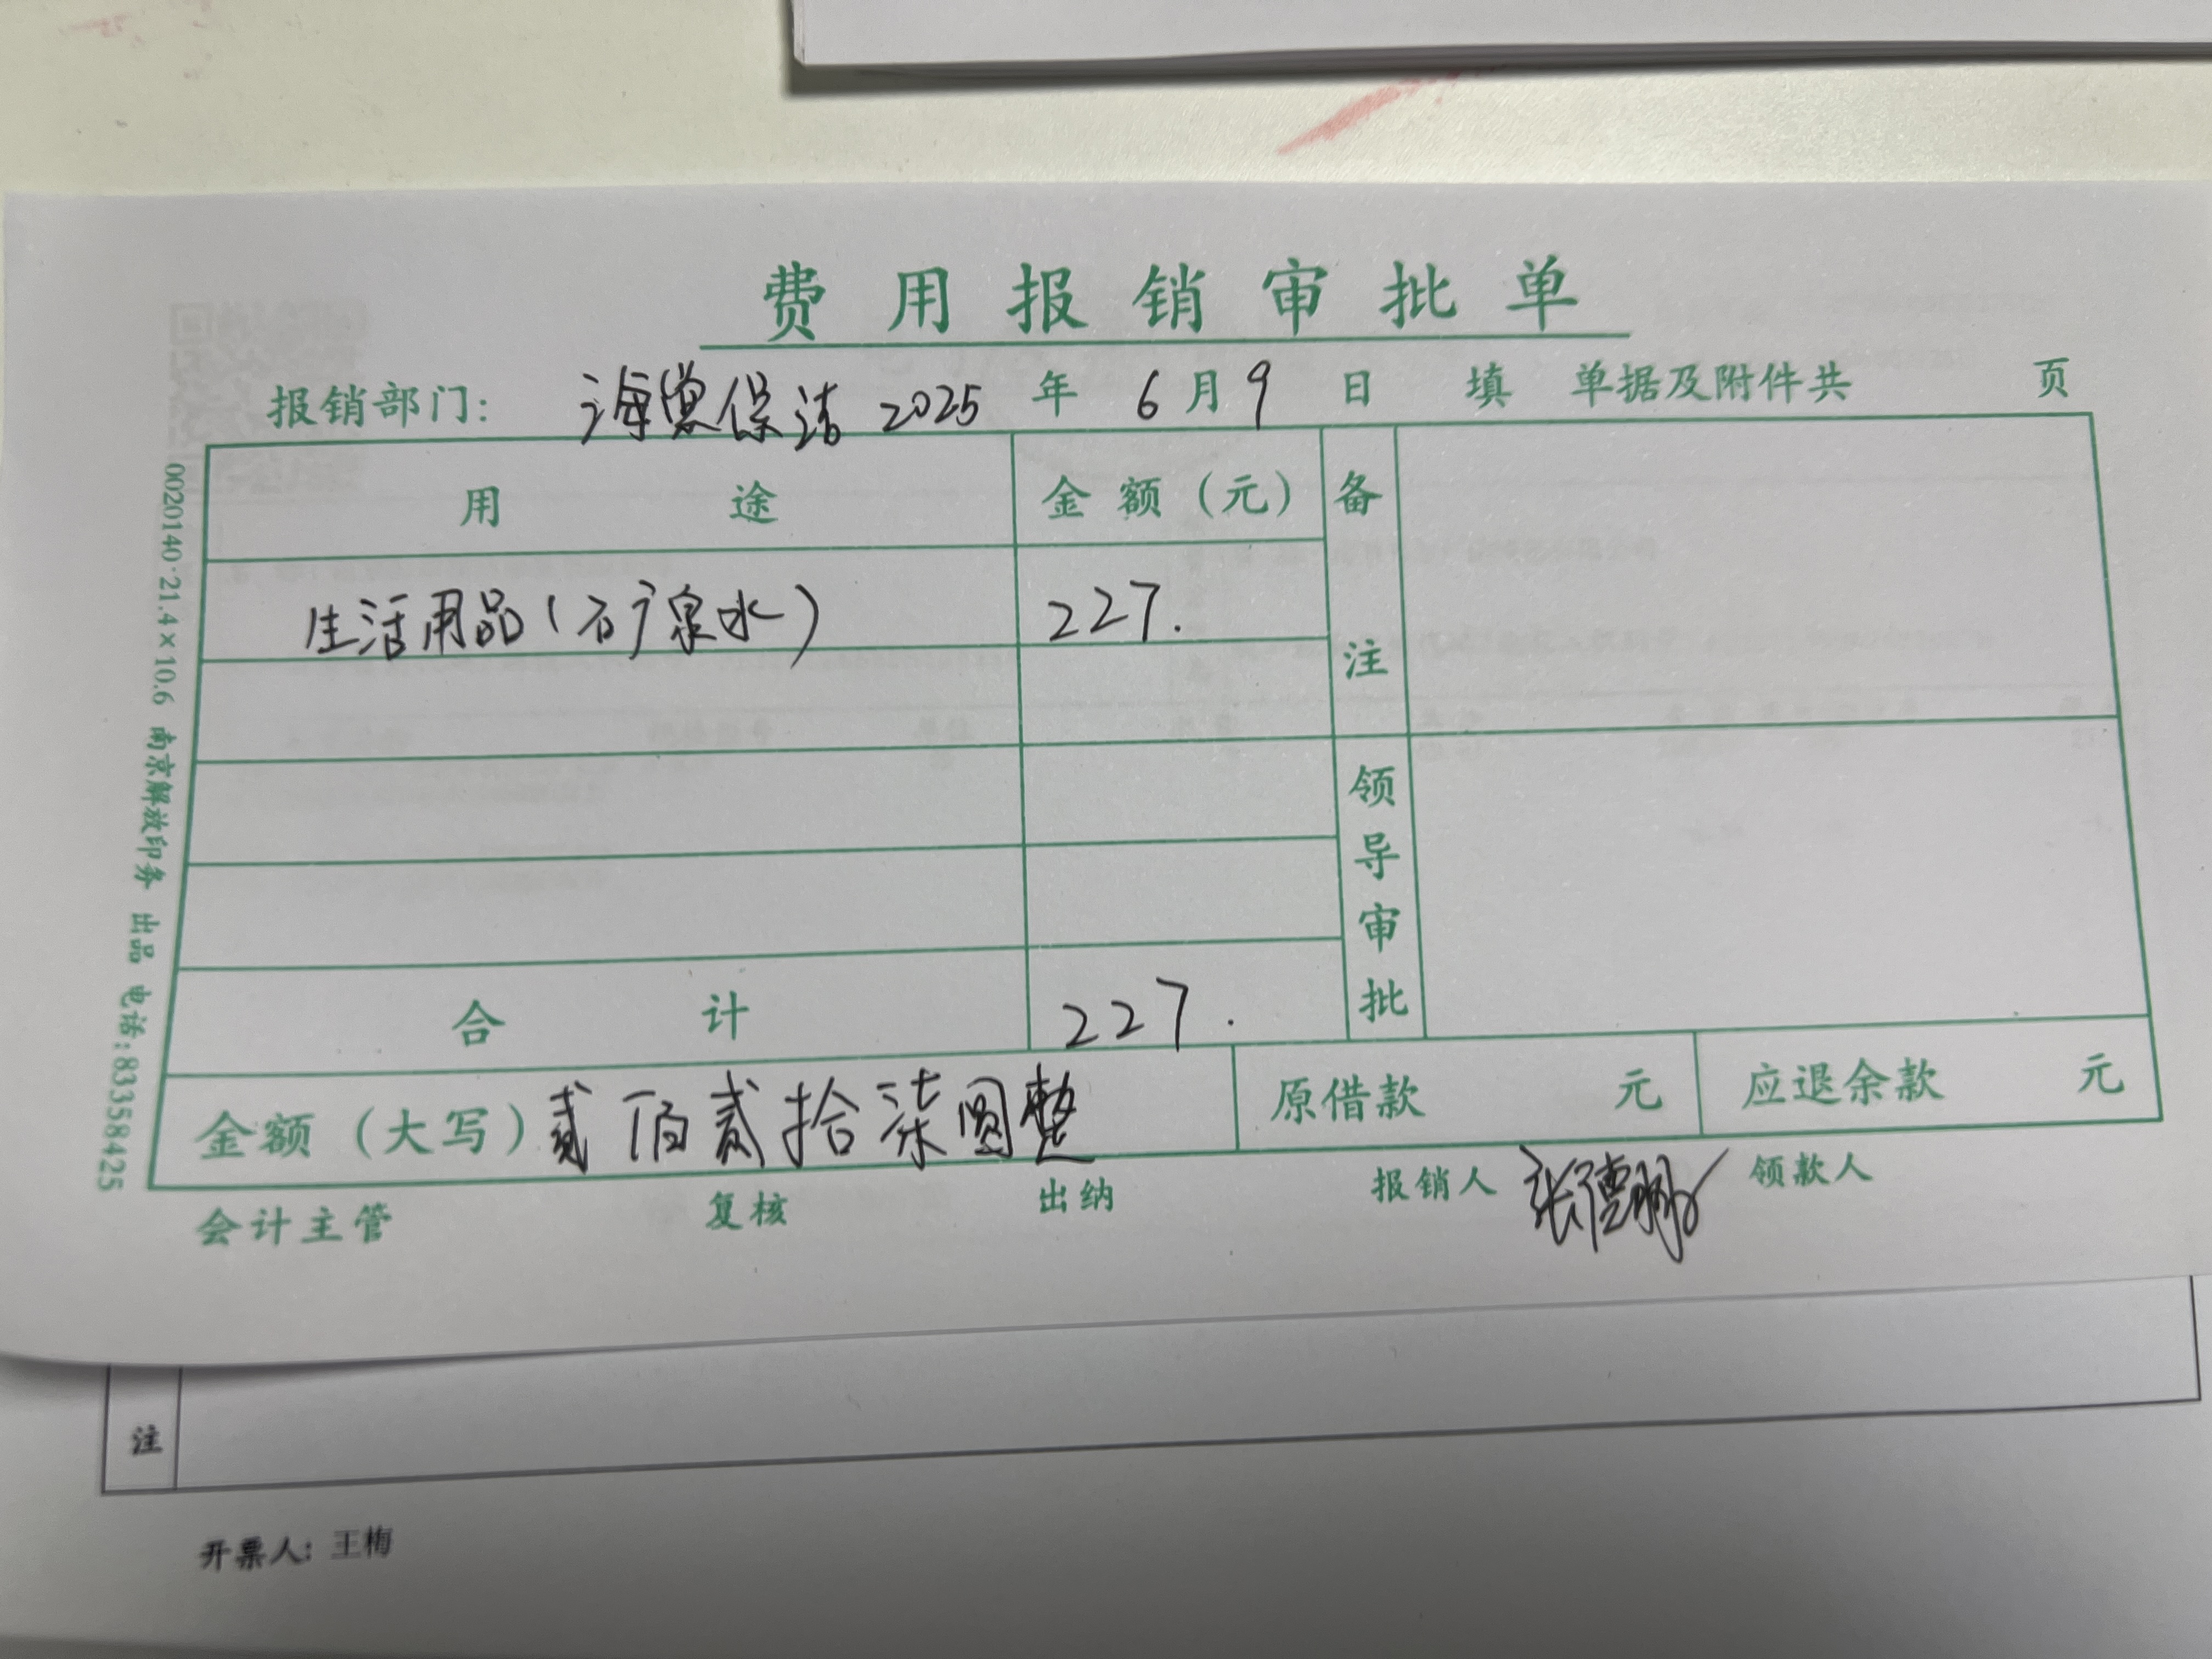 费用报销审批单
报销部门: 保洁 2025 年 6 月 9 日 填 单据及附件共 页
用途 金额(元) 备注
生活用品(矿泉水) 227.
合计 227.
领导审批
金额(大写) 贰佰贰拾柒圆整 原借款 元 应退余款 元
会计主管 复核 出纳 报销人 张德 领款人
0020140·21.4×10.6 南京解放印务 出品 电话:83358425
注
开票人: 王梅